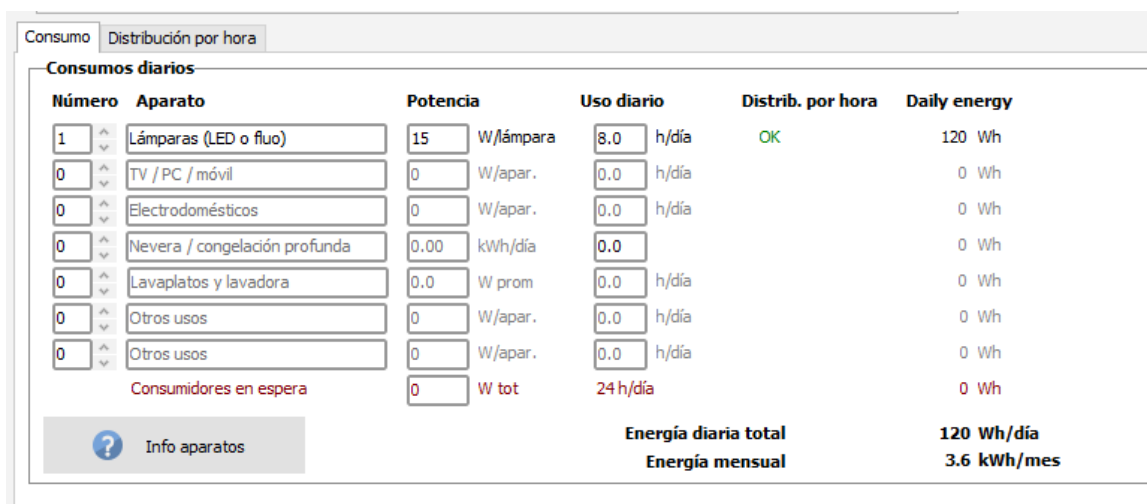 Consumo Distribución por hora
Consumos diarios
Número Aparato Potencia Uso diario Distrib. por hora Daily energy
1 Lámparas (LED o fluo) 15 W/lámpara 8.0 h/día OK 120 Wh
0 TV / PC / móvil 0 W/apar. 0.0 h/día 0 Wh
0 Electrodomésticos 0 W/apar. 0.0 h/día 0 Wh
0 Nevera / congelación profunda 0.00 kWh/día 0.0 0 Wh
0 Lavaplatos y lavadora 0.0 W prom 0.0 h/día 0 Wh
0 Otros usos 0 W/apar. 0.0 h/día 0 Wh
0 Otros usos 0 W/apar. 0.0 h/día 0 Wh
Consumidores en espera 0 W tot 24 h/día 0 Wh
? Info aparatos
Energía diaria total 120 Wh/día
Energía mensual 3.6 kWh/mes